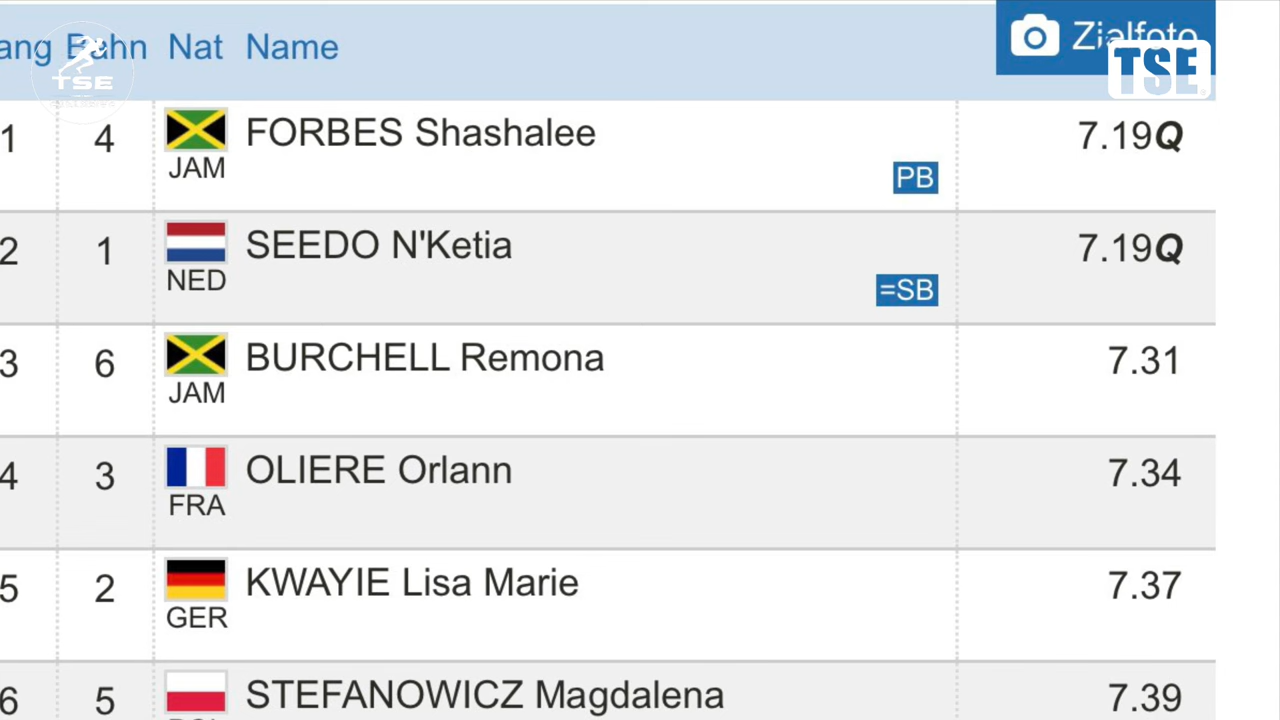 ang Bahn Nat Name
Zielfoto
TSE
TSE
1 4 FORBES Shashalee 7.19Q
JAM
PB
2 1 SEEDO N'Ketia 7.19Q
NED
=SB
3 6 BURCHELL Remona 7.31
JAM
4 3 OLIERE Orlann 7.34
FRA
5 2 KWAYIE Lisa Marie 7.37
GER
6 5 STEFANOWICZ Magdalena 7.39